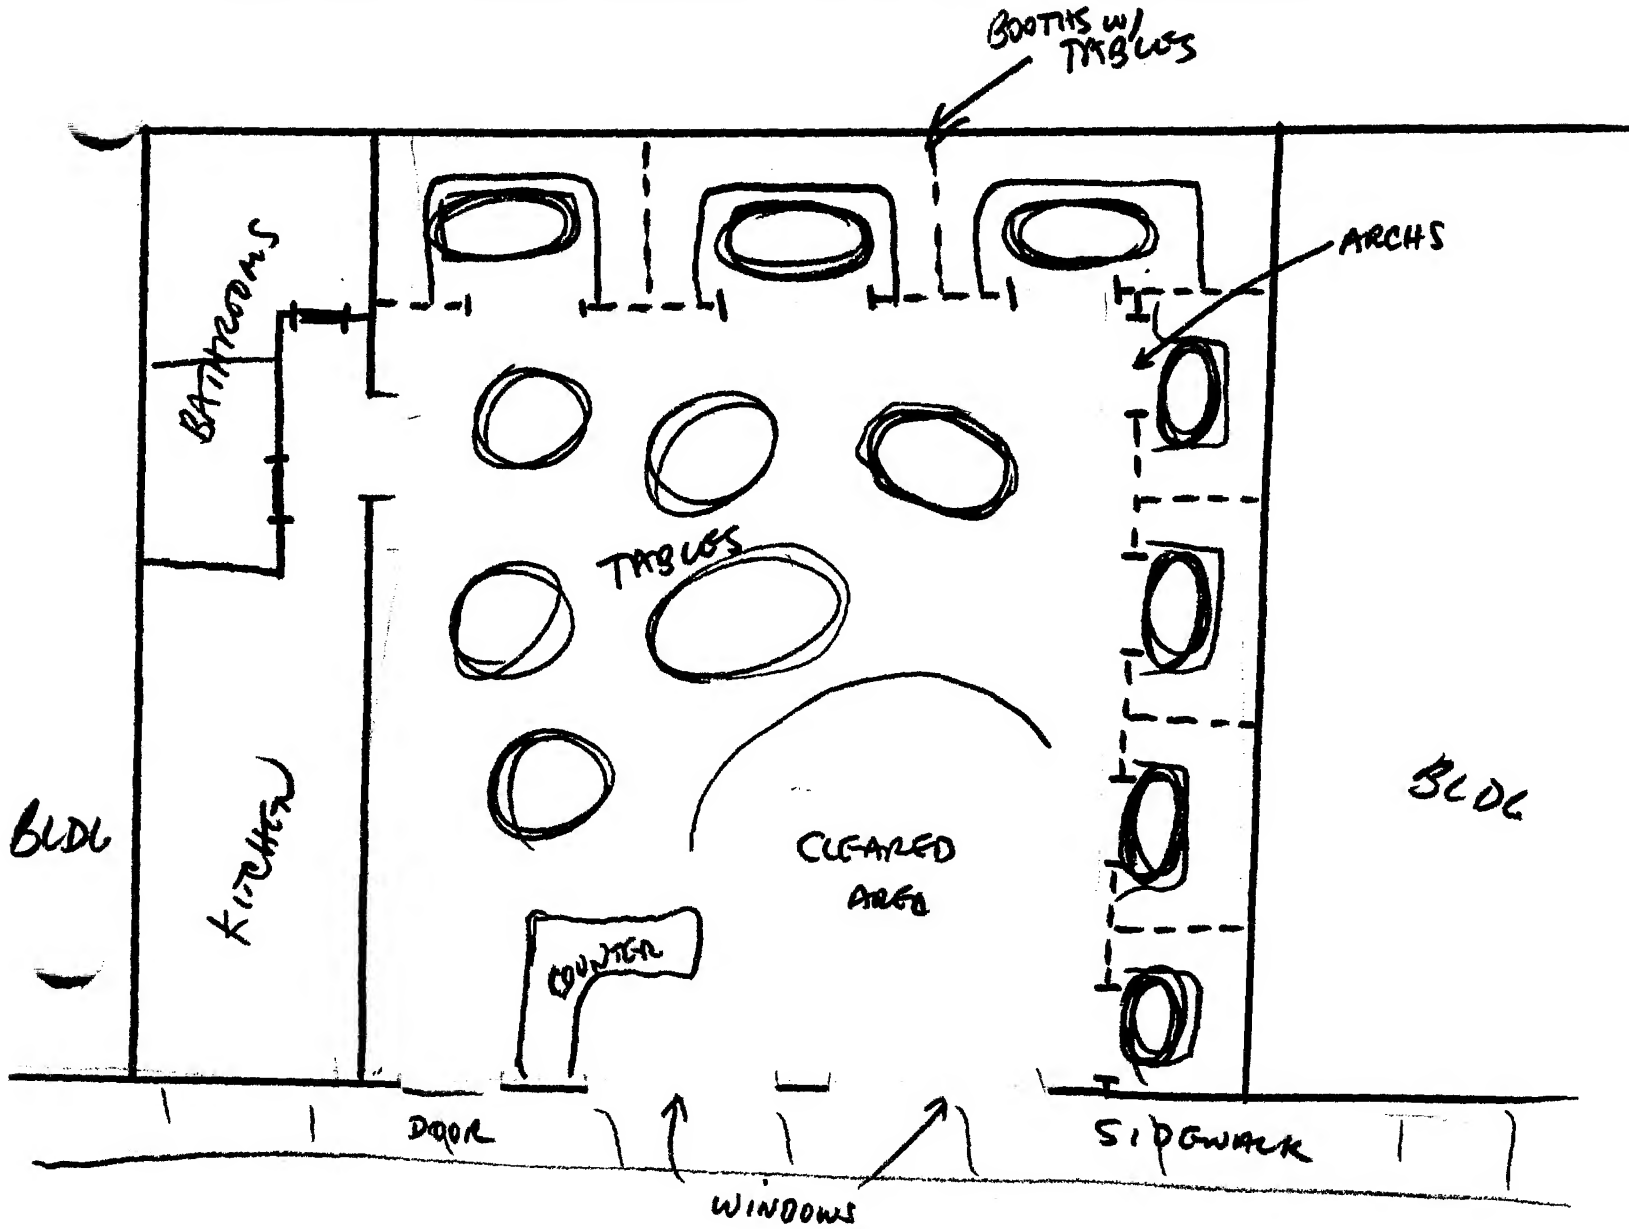 BOOTHS W/
TABLES
ARCHS
BATHROOMS
TABLES
BLDG
KITCHEN
CLEARED
AREA
BLDG
COUNTER
DOOR
SIDEWALK
WINDOWS